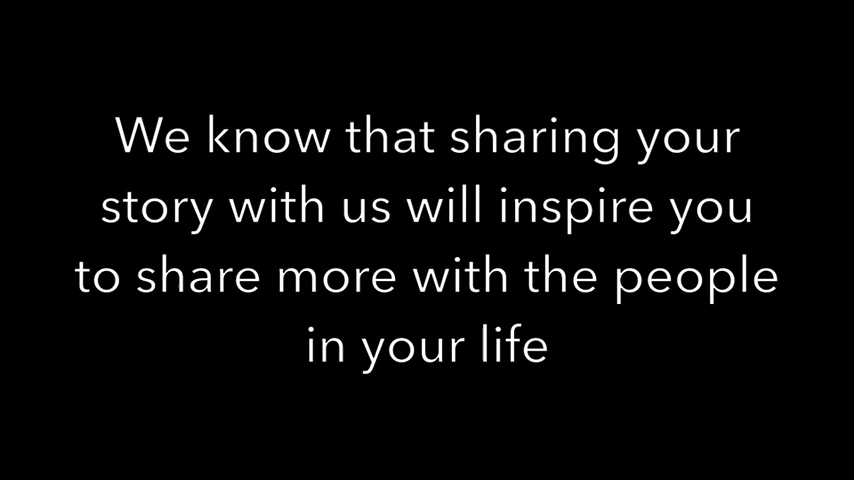 We know that sharing your
story with us will inspire you
to share more with the people
in your life